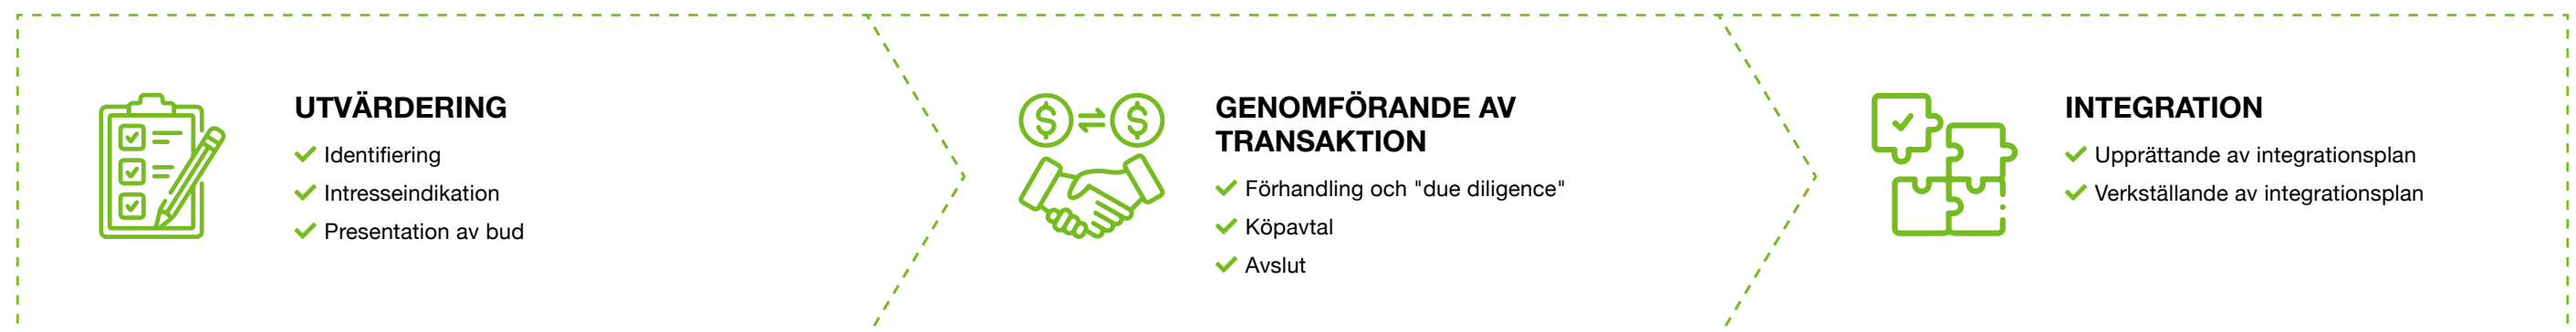 UTVÄRDERING
Identifiering
Intresseindikation
Presentation av bud
GENOMFÖRANDE AV
TRANSAKTION
Förhandling och "due diligence"
Köpavtal
Avslut
INTEGRATION
Upprättande av integrationsplan
Verkställande av integrationsplan